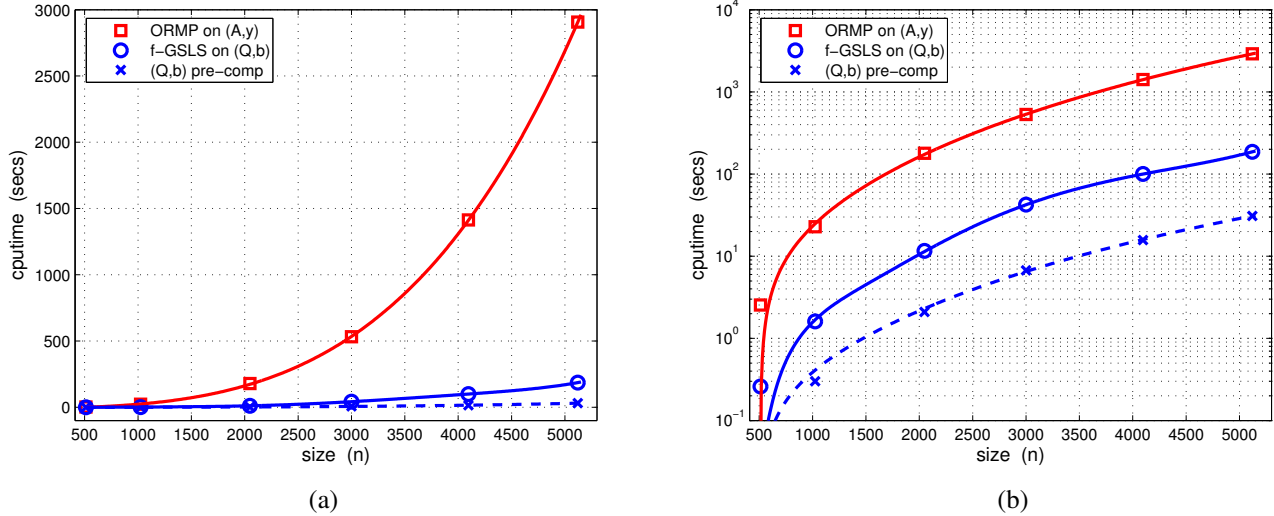 3000
2500
2000
1500
1000
500
0
cputime (secs)
ORMP on (A,y)
f−GSLS on (Q,b)
(Q,b) pre−comp
500 1000 1500 2000 2500 3000 3500 4000 4500 5000
size (n)
(a)
10^4
10^3
10^2
10^1
10^0
10^−1
cputime (secs)
ORMP on (A,y)
f−GSLS on (Q,b)
(Q,b) pre−comp
500 1000 1500 2000 2500 3000 3500 4000 4500 5000
size (n)
(b)